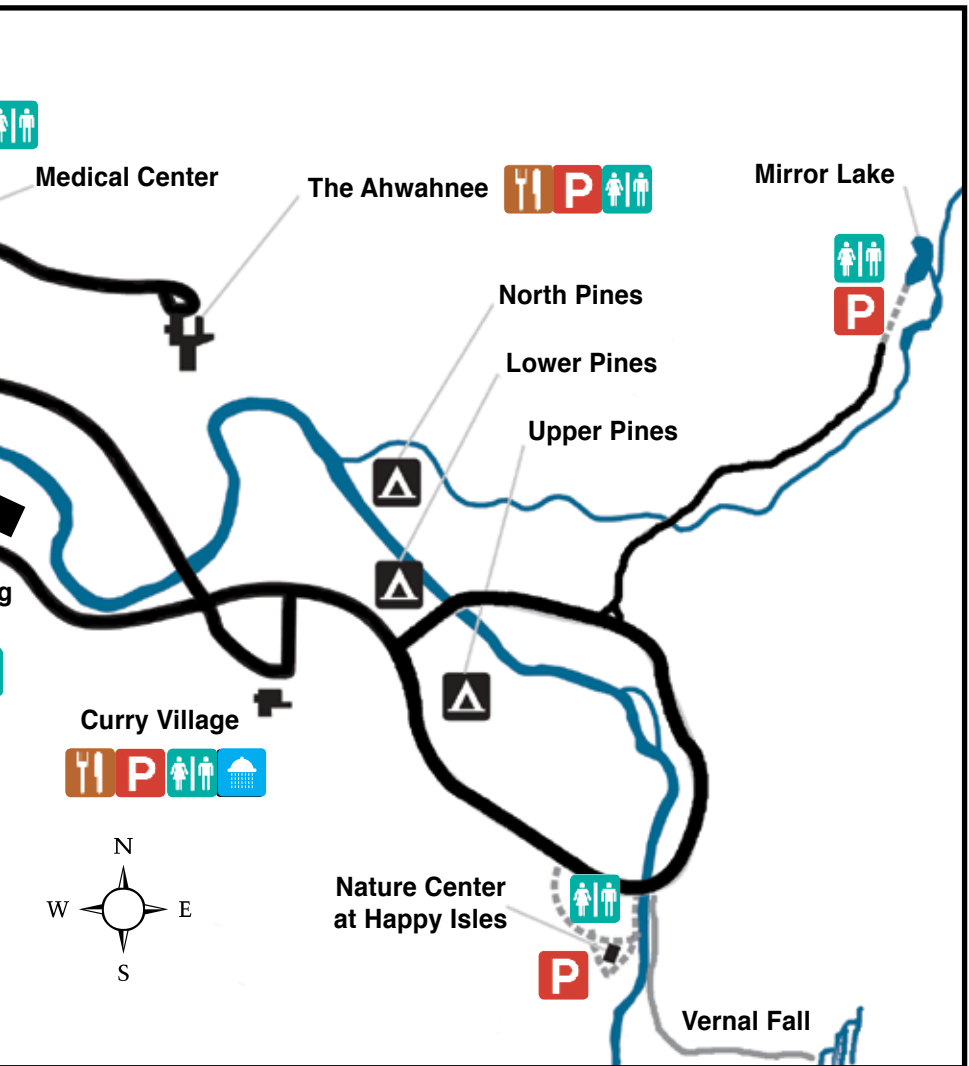 Medical Center
The Ahwahnee
P
Mirror Lake
P
North Pines
Lower Pines
Upper Pines
g
Curry Village
P
N
W E
S
Nature Center
at Happy Isles
P
Vernal Fall